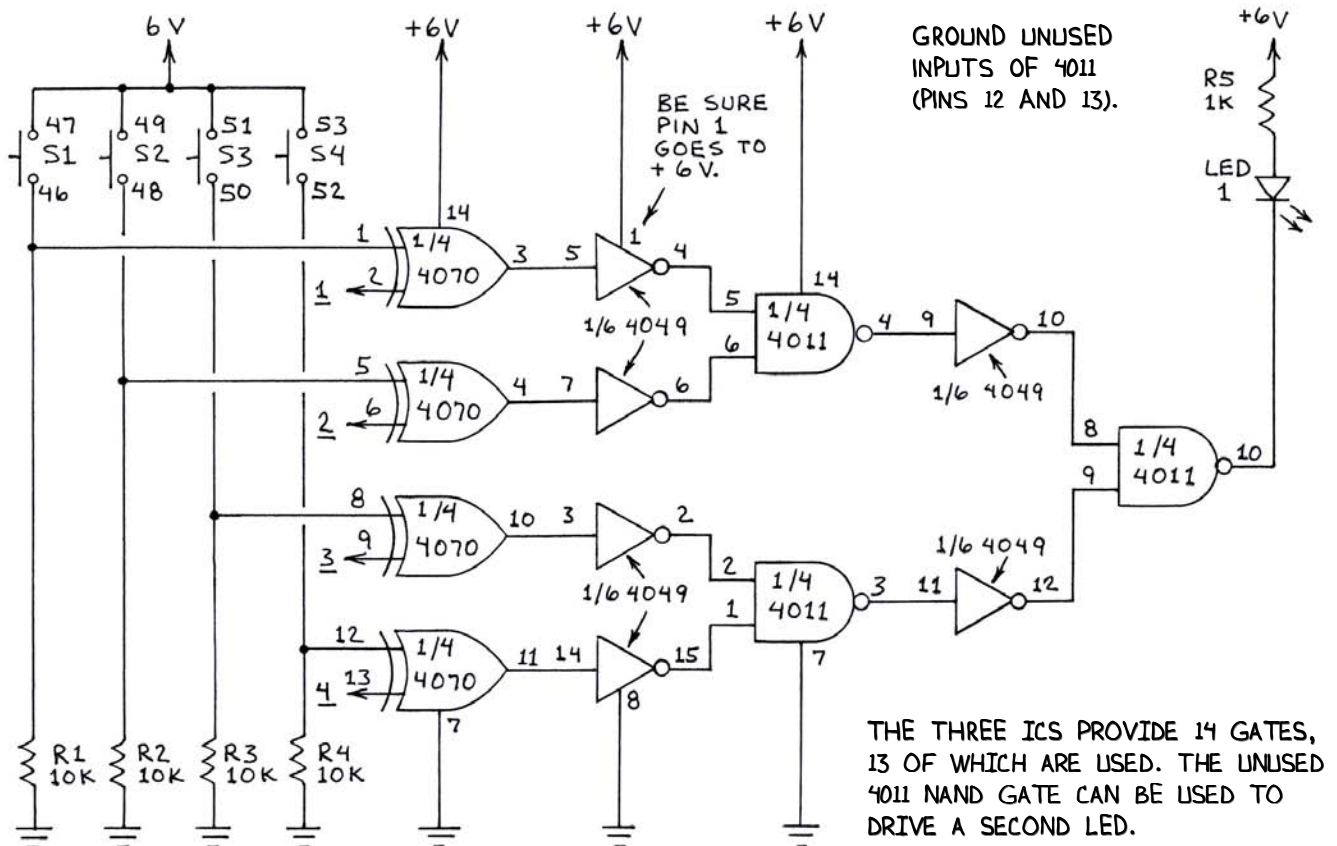 6 V
+6V
+6V
+6V
+6V
GROUND UNUSED
INPUTS OF 4011
(PINS 12 AND 13).
R5
1K
LED
1
BE SURE
PIN 1
GOES TO
+ 6 V.
47
S1
46
49
S2
48
51
S3
50
53
S4
52
14
1
1/4
4070
2
3
1
5
1
4
1/6 4049
5
1/4
4070
6
4
2
7
6
14
5
1/4
4011
6
4
9
10
1/6 4049
8
1/4
4011
9
10
8
1/4
4070
9
10
3
3
2
1/6 4049
12
1/4
4070
13
11
4
7
14
15
8
2
1/4
4011
1
3
7
11
12
1/6 4049
R1
10K
R2
10K
R3
10K
R4
10K
THE THREE ICS PROVIDE 14 GATES,
13 OF WHICH ARE USED. THE UNUSED
4011 NAND GATE CAN BE USED TO
DRIVE A SECOND LED.